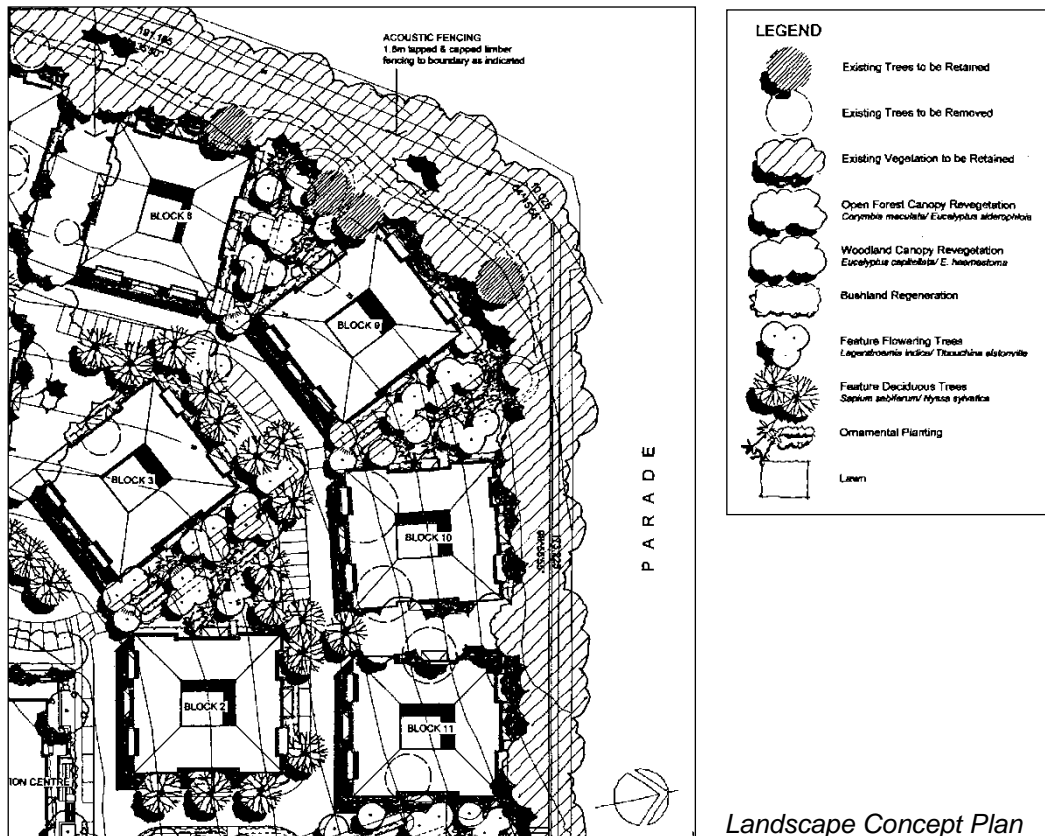 ACOUSTIC FENCING
1.8m lapped & capped timber
fencing to boundary as indicated
BLOCK 8
BLOCK 9
BLOCK 3
BLOCK 10
BLOCK 2
BLOCK 11
ION CENTRE
PARADE
LEGEND
Existing Trees to be Retained
Existing Trees to be Removed
Existing Vegetation to be Retained
Open Forest Canopy Revegetation
Corymbia maculata/ Eucalyptus
Woodland Canopy Revegetation
Eucalyptus capitellata/ E. haemastoma
Bushland Regeneration
Feature Flowering Trees
Lagerstroemia indica/ Tibouchina
Feature Deciduous Trees
Sapium sebiferum/ Nyssa sylvatica
Ornamental Planting
Lawn
Landscape Concept Plan